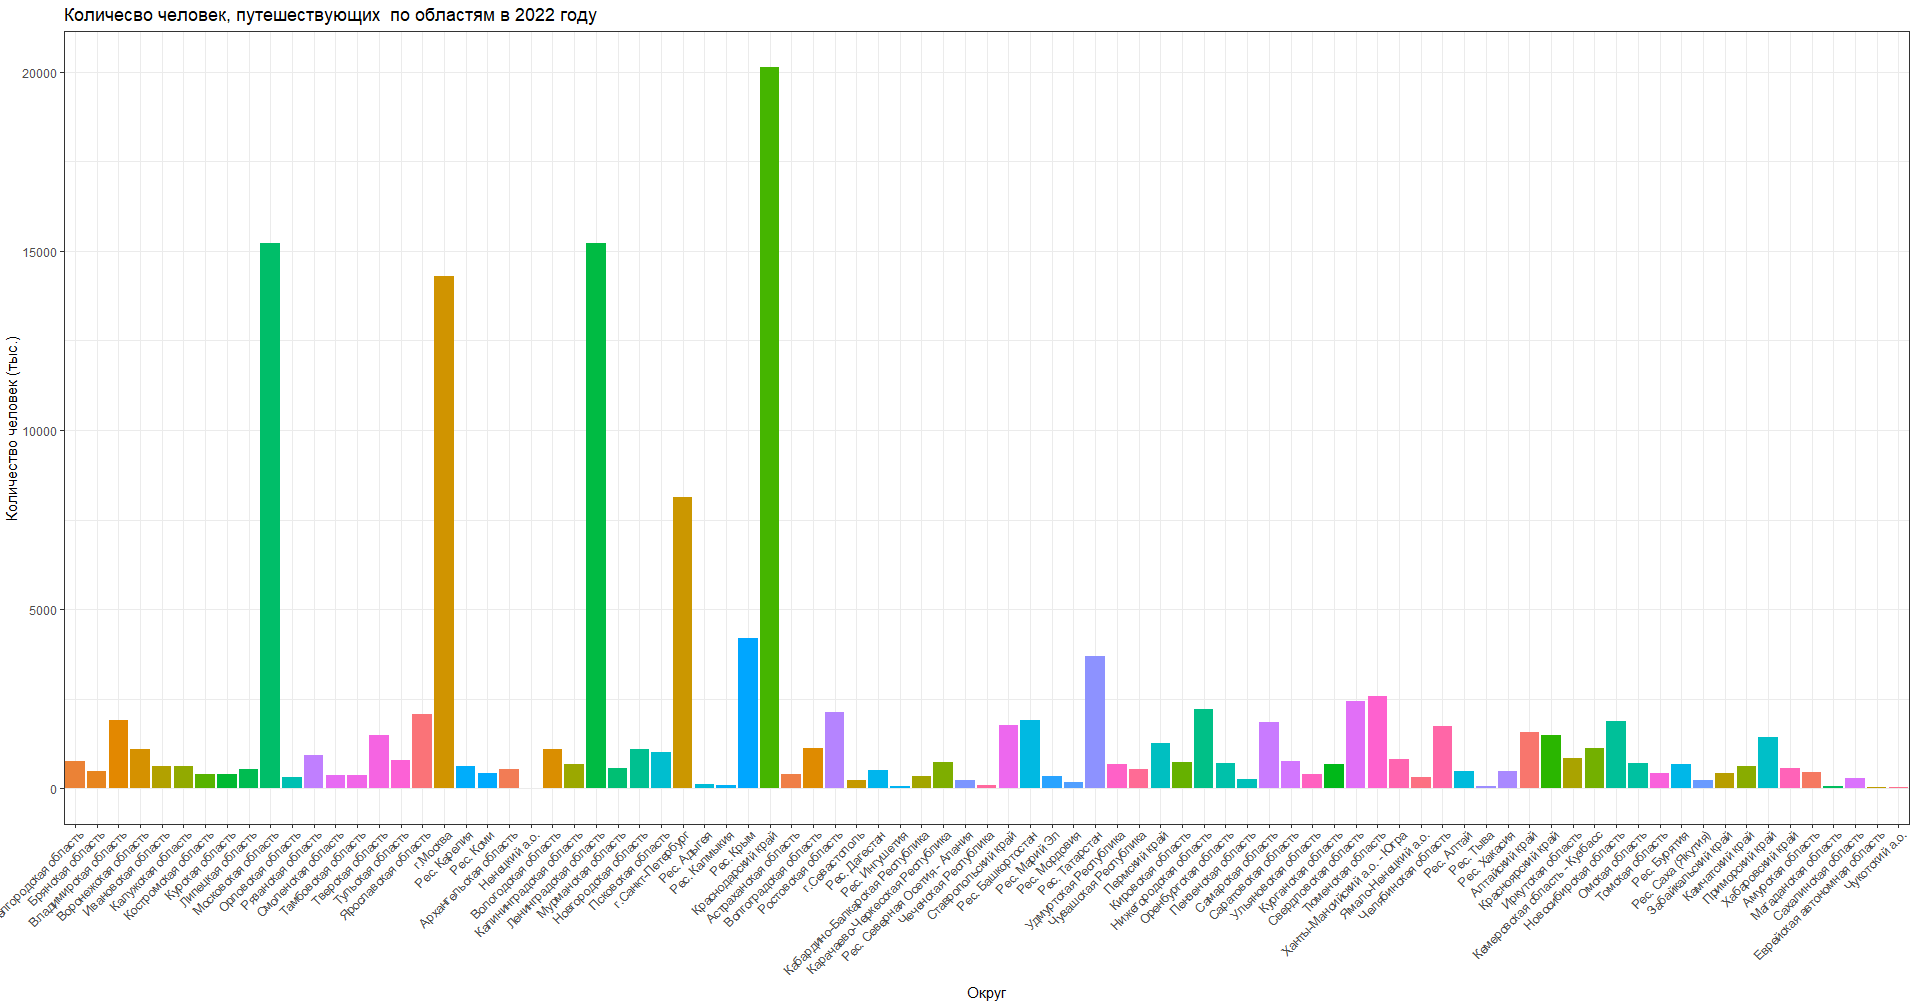 Количесво человек, путешествующих  по областям в 2022 году
Количество человек (тыс.)
20000
15000
10000
5000
0
лгородская область
Брянская область
Владимирская область
Воронежская область
Ивановская область
Калужская область
Костромская область
Курская область
Липецкая область
Московская область
Орловская область
Рязанская область
Смоленская область
Тамбовская область
Тверская область
Тульская область
Ярославская область
г.Москва
Рес. Карелия
Рес. Коми
Архангельская область
Ненецкий а.о.
Вологодская область
Калининградская область
Ленинградская область
Мурманская область
Новгородская область
Псковская область
г.Санкт-Петербург
Рес. Адыгея
Рес. Калмыкия
Рес. Крым
Краснодарский край
Астраханская область
Волгоградская область
Ростовская область
г.Савастополь
Рес. Дагестан
Рес. Ингушетия
Кабардино-Балкарская Республика
Карачаево-Черкесская Республика
Рес. Северная Осетия - Алания
Чеченская Республика
Ставропольский край
Рес. Башкортостан
Рес. Марий Эл
Рес. Мордовия
Рес. Татарстан
Удмуртская Республика
Чувашская Республика
Пермский край
Кировская область
Нижегородская область
Оренбургская область
Певенская область
Самарская область
Саратовская область
Ульяновская область
Курганская область
Свердловская область
Тюменская область
Ханты-Мансийский а.о. - Югра
Ямало-Ненецкий а.о.
Челябинская область
Рес. Алтай
Рес. Тыва
Рес. Хакасия
Алтайский край
Красноярский край
Иркутская область
Кемеровская область - Кузбасс
Новосибирская область
Омская область
Томская область
Рес. Бурятия
Рес. Саха (Якутия)
Забайкальский край
Камчатский край
Приморский край
Хабаровский край
Амурская область
Магаданская область
Сахалинская область
Еврейская автономная область
Чукотский а.о.
Округ